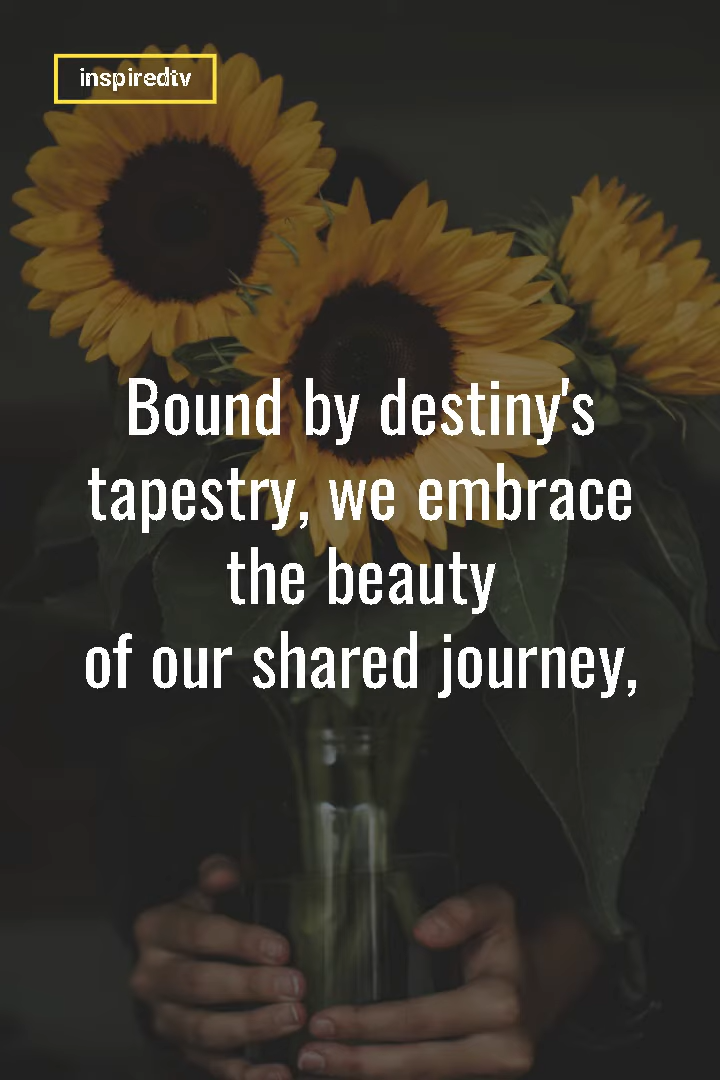 inspiredtv
Bound by destiny's
tapestry, we embrace
the beauty
of our shared journey,